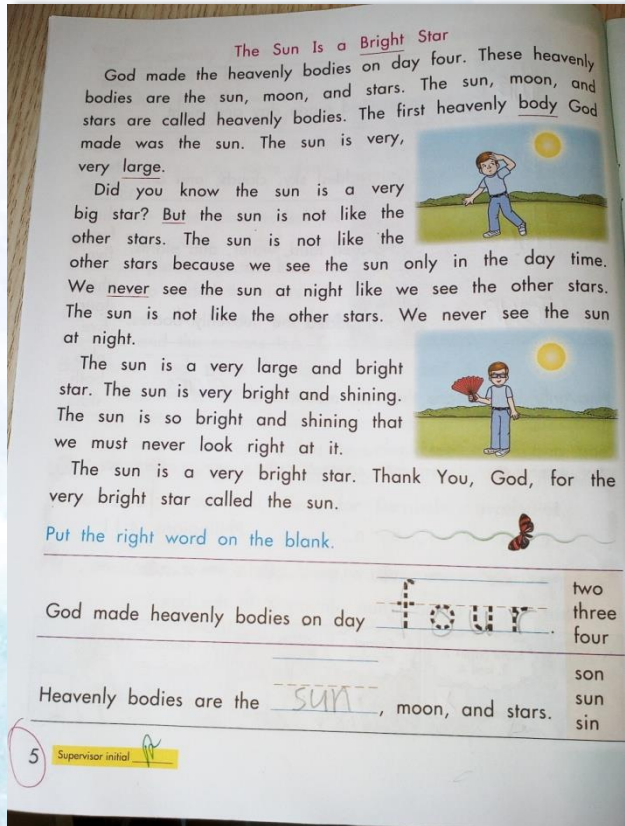 The Sun Is a Bright Star
God made the heavenly bodies on day four. These heavenly
bodies are the sun, moon, and stars. The sun, moon, and
stars are called heavenly bodies. The first heavenly body God
made was the sun. The sun is very,
very large.
Did you know the sun is a very
big star? But the sun is not like the
other stars. The sun is not like the
other stars because we see the sun only in the day time.
We never see the sun at night like we see the other stars.
The sun is not like the other stars. We never see the sun
at night.
The sun is a very large and bright
star. The sun is very bright and shining.
The sun is so bright and shining that
we must never look right at it.
The sun is a very bright star. Thank You, God, for the
very bright star called the sun.
Put the right word on the blank.
God made heavenly bodies on day four.
two
three
four
Heavenly bodies are the sun, moon, and stars.
son
sun
sin
5 Supervisor initial